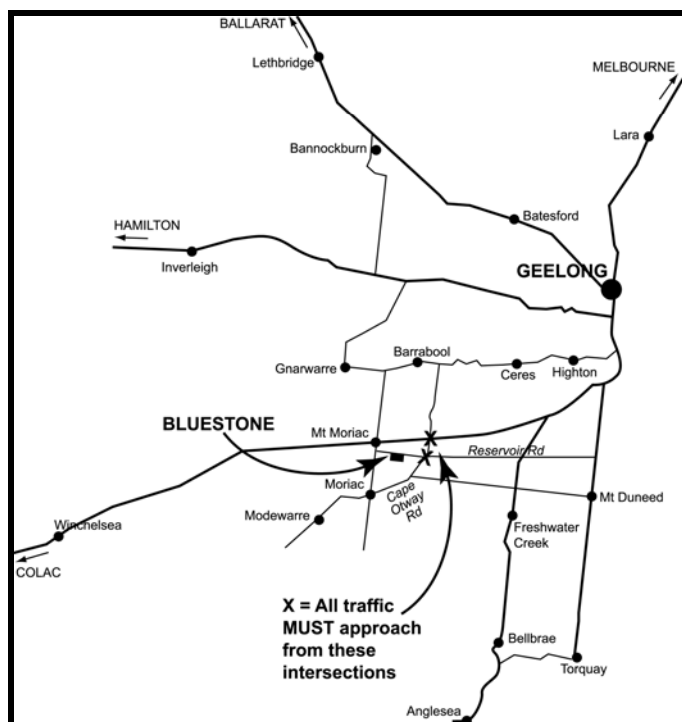 BALLARAT
Lethbridge
MELBOURNE
Lara
Bannockburn
Batesford
HAMILTON
Inverleigh
GEELONG
Barrabool
Gnarwarre
Ceres
Highton
BLUESTONE
Mt Moriac
X
Reservoir Rd
X
Moriac
Cape
Otway
Rd
Mt Duneed
Modewarre
Freshwater
Creek
Winchelsea
COLAC
X = All traffic
MUST approach
from these
intersections
Bellbrae
Torquay
Anglesea